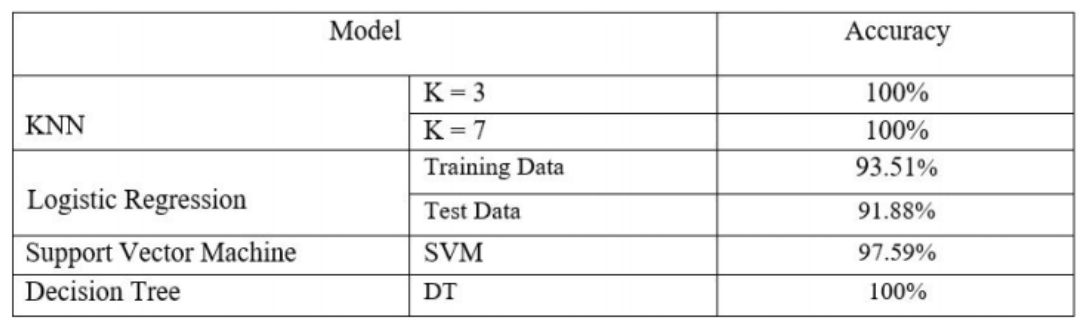 Model Accuracy
KNN K = 3 100%
K = 7 100%
Logistic Regression Training Data 93.51%
Test Data 91.88%
Support Vector Machine SVM 97.59%
Decision Tree DT 100%